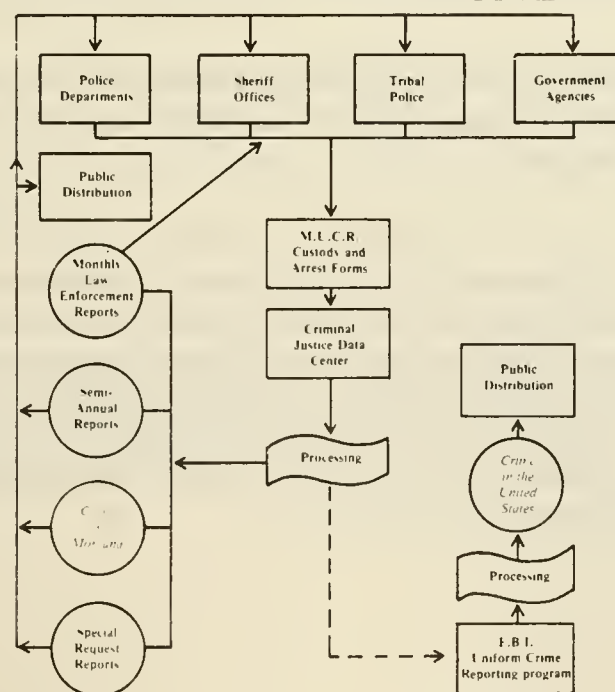 Police
Departments
Sheriff
Offices
Tribal
Police
Government
Agencies
Public
Distribution
M.U.C.R.
Custody and
Arrest Forms
Monthly
Law
Enforcement
Reports
Criminal
Justice Data
Center
Public
Distribution
Semi-
Annual
Reports
Processing
Crime
in the
United
States
Montana
Processing
Special
Request
Reports
F.B.I.
Uniform Crime
Reporting program